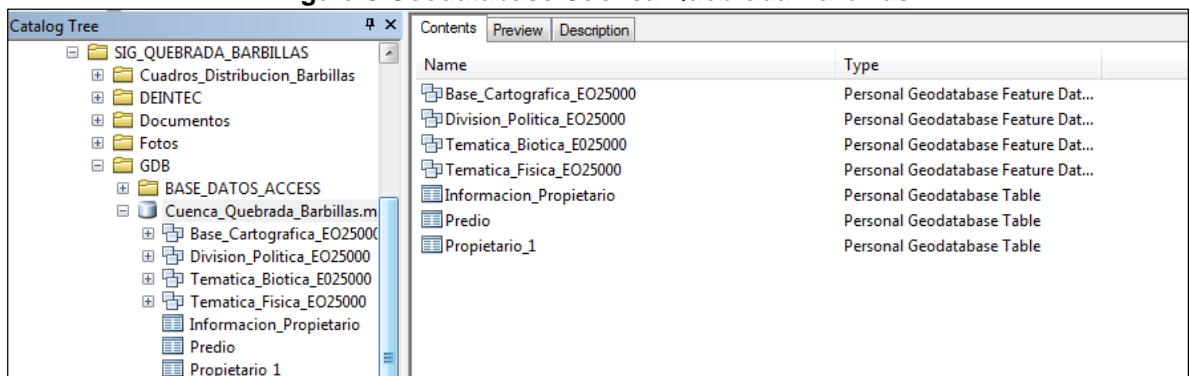 Catalog Tree
SIG_QUEBRADA_BARBILLAS
Cuadros_Distribucion_Barbillas
DEINTEC
Documentos
Fotos
GDB
BASE_DATOS_ACCESS
Cuenca_Quebrada_Barbillas.m
Base_Cartografica_EO2500
Division_Politica_EO25000
Tematica_Biotica_E025000
Tematica_Fisica_EO25000
Informacion_Propietario
Predio
Propietario_1
Contents Preview Description
Name Type
Base_Cartografica_EO25000 Personal Geodatabase Feature Dat...
Division_Politica_EO25000 Personal Geodatabase Feature Dat...
Tematica_Biotica_E025000 Personal Geodatabase Feature Dat...
Tematica_Fisica_EO25000 Personal Geodatabase Feature Dat...
Informacion_Propietario Personal Geodatabase Table
Predio Personal Geodatabase Table
Propietario_1 Personal Geodatabase Table